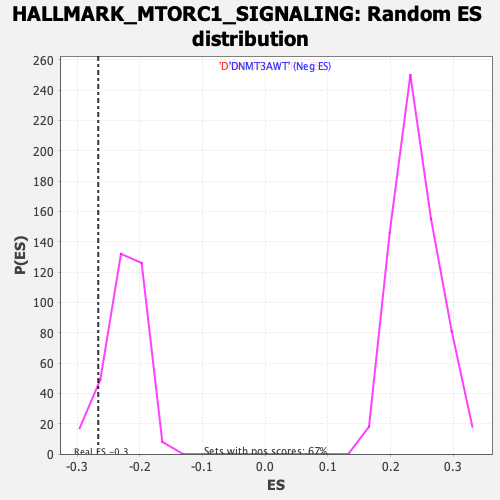 HALLMARK_MTORC1_SIGNALING: Random ES
distribution
'D'DNMT3AWT' (Neg ES)
260
240
220
200
180
160
140
120
100
80
60
40
20
0
P(ES)
Real ES -0.3
Sets with pos scores: 67%
-0.3 -0.2 -0.1 0.0 0.1 0.2 0.3
ES